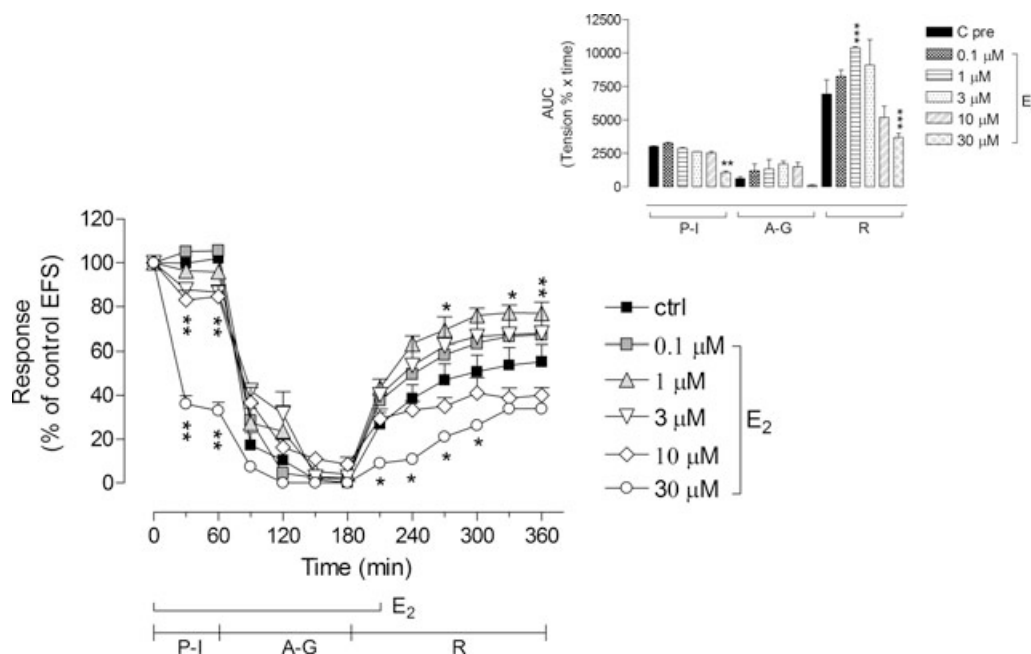 12500
10000
7500
5000
2500
0
AUC
(Tension % x time)
***
**
***
P-I
A-G
R
C pre
0.1 μM
1 μM
3 μM
10 μM
30 μM
E
120
100
80
60
40
20
0
Response
(% of control EFS)
**
**
**
**
*
*
**
*
*
*
*
0
60
120
180
240
300
360
Time (min)
ctrl
0.1 μM
1 μM
3 μM
10 μM
30 μM
E₂
E₂
P-I
A-G
R